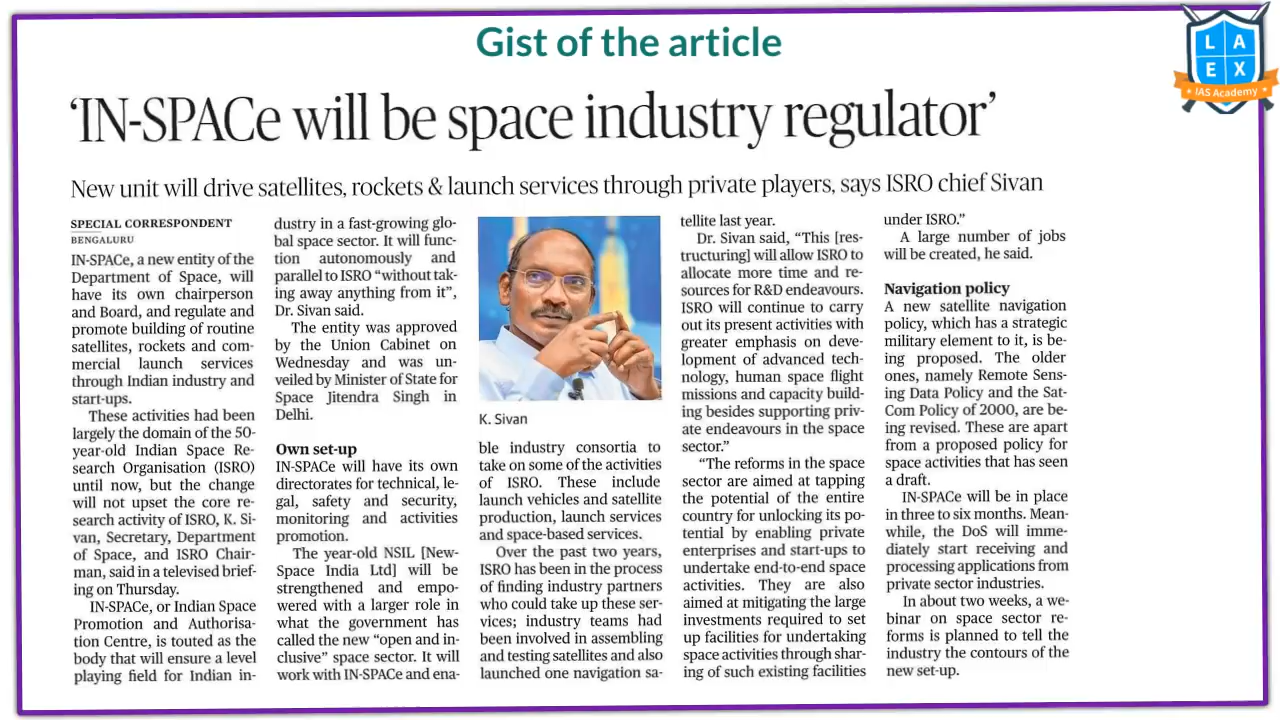 Gist of the article
L A
E X
IAS Academy
‘IN-SPACe will be space industry regulator’
New unit will drive satellites, rockets & launch services through private players, says ISRO chief Sivan
SPECIAL CORRESPONDENT
BENGALURU
IN-SPACe, a new entity of the
Department of Space, will
have its own chairperson
and Board, and regulate and
promote building of routine
satellites, rockets and com-
mercial launch services
through Indian industry and
start-ups.
These activities had been
largely the domain of the 50-
year-old Indian Space Re-
search Organisation (ISRO)
until now, but the change
will not upset the core re-
search activity of ISRO, K. Si-
van, Secretary, Department
of Space, and ISRO Chair-
man, said in a televised brief-
ing on Thursday.
IN-SPACe, or Indian Space
Promotion and Authorisa-
tion Centre, is touted as the
body that will ensure a level
playing field for Indian in-
dustry in a fast-growing glo-
bal space sector. It will func-
tion autonomously and
parallel to ISRO “without tak-
ing away anything from it”,
Dr. Sivan said.
The entity was approved
by the Union Cabinet on
Wednesday and was un-
veiled by Minister of State for
Space Jitendra Singh in
Delhi.
Own set-up
IN-SPACe will have its own
directorates for technical, le-
gal, safety and security,
monitoring and activities
promotion.
The year-old NSIL [New-
Space India Ltd] will be
strengthened and empo-
wered with a larger role in
what the government has
called the new “open and in-
clusive” space sector. It will
work with IN-SPACe and ena-
K. Sivan
ble industry consortia to
take on some of the activities
of ISRO. These include
launch vehicles and satellite
production, launch services
and space-based services.
Over the past two years,
ISRO has been in the process
of finding industry partners
who could take up these ser-
vices; industry teams had
been involved in assembling
and testing satellites and also
launched one navigation sa-
tellite last year.
Dr. Sivan said, “This [res-
tructuring] will allow ISRO to
allocate more time and re-
sources for R&D endeavours.
ISRO will continue to carry
out its present activities with
greater emphasis on deve-
lopment of advanced tech-
nology, human space flight
missions and capacity build-
ing besides supporting priv-
ate endeavours in the space
sector.”
“The reforms in the space
sector are aimed at tapping
the potential of the entire
country for unlocking its po-
tential by enabling private
enterprises and start-ups to
undertake end-to-end space
activities. They are also
aimed at mitigating the large
investments required to set
up facilities for undertaking
space activities through shar-
ing of such existing facilities
under ISRO.”
A large number of jobs
will be created, he said.
Navigation policy
A new satellite navigation
policy, which has a strategic
military element to it, is be-
ing proposed. The older
ones, namely Remote Sens-
ing Data Policy and the Sat-
Com Policy of 2000, are be-
ing revised. These are apart
from a proposed policy for
space activities that has seen
a draft.
IN-SPACe will be in place
in three to six months. Mean-
while, the DoS will imme-
diately start receiving and
processing applications from
private sector industries.
In about two weeks, a we-
binar on space sector re-
forms is planned to tell the
industry the contours of the
new set-up.